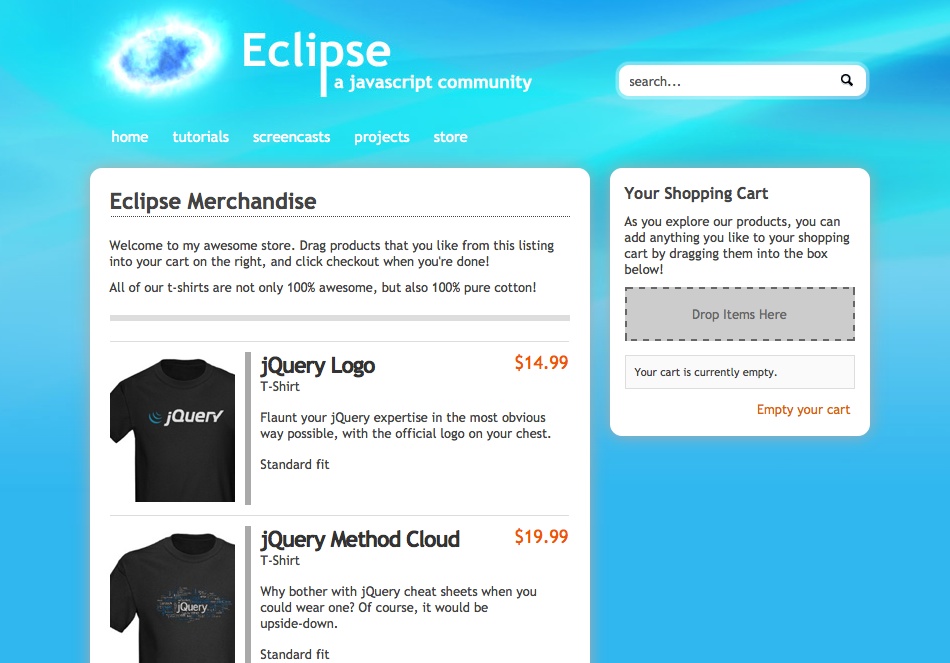 Eclipse
a javascript community
search...
home tutorials screencasts projects store
Eclipse Merchandise
Welcome to my awesome store. Drag products that you like from this listing
into your cart on the right, and click checkout when you're done!
All of our t-shirts are not only 100% awesome, but also 100% pure cotton!
jQuery
jQuery Logo
$14.99
T-Shirt
Flaunt your jQuery expertise in the most obvious
way possible, with the official logo on your chest.
Standard fit
jQuery
jQuery Method Cloud
$19.99
T-Shirt
Why bother with jQuery cheat sheets when you
could wear one? Of course, it would be
upside-down.
Standard fit
Your Shopping Cart
As you explore our products, you can
add anything you like to your shopping
cart by dragging them into the box
below!
Drop Items Here
Your cart is currently empty.
Empty your cart